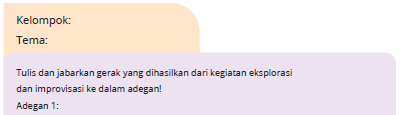 Kelompok:
Tema:
Tulis dan jabarkan gerak yang dihasilkan dari kegiatan eksplorasi
dan improvisasi ke dalam adegan!
Adegan 1: